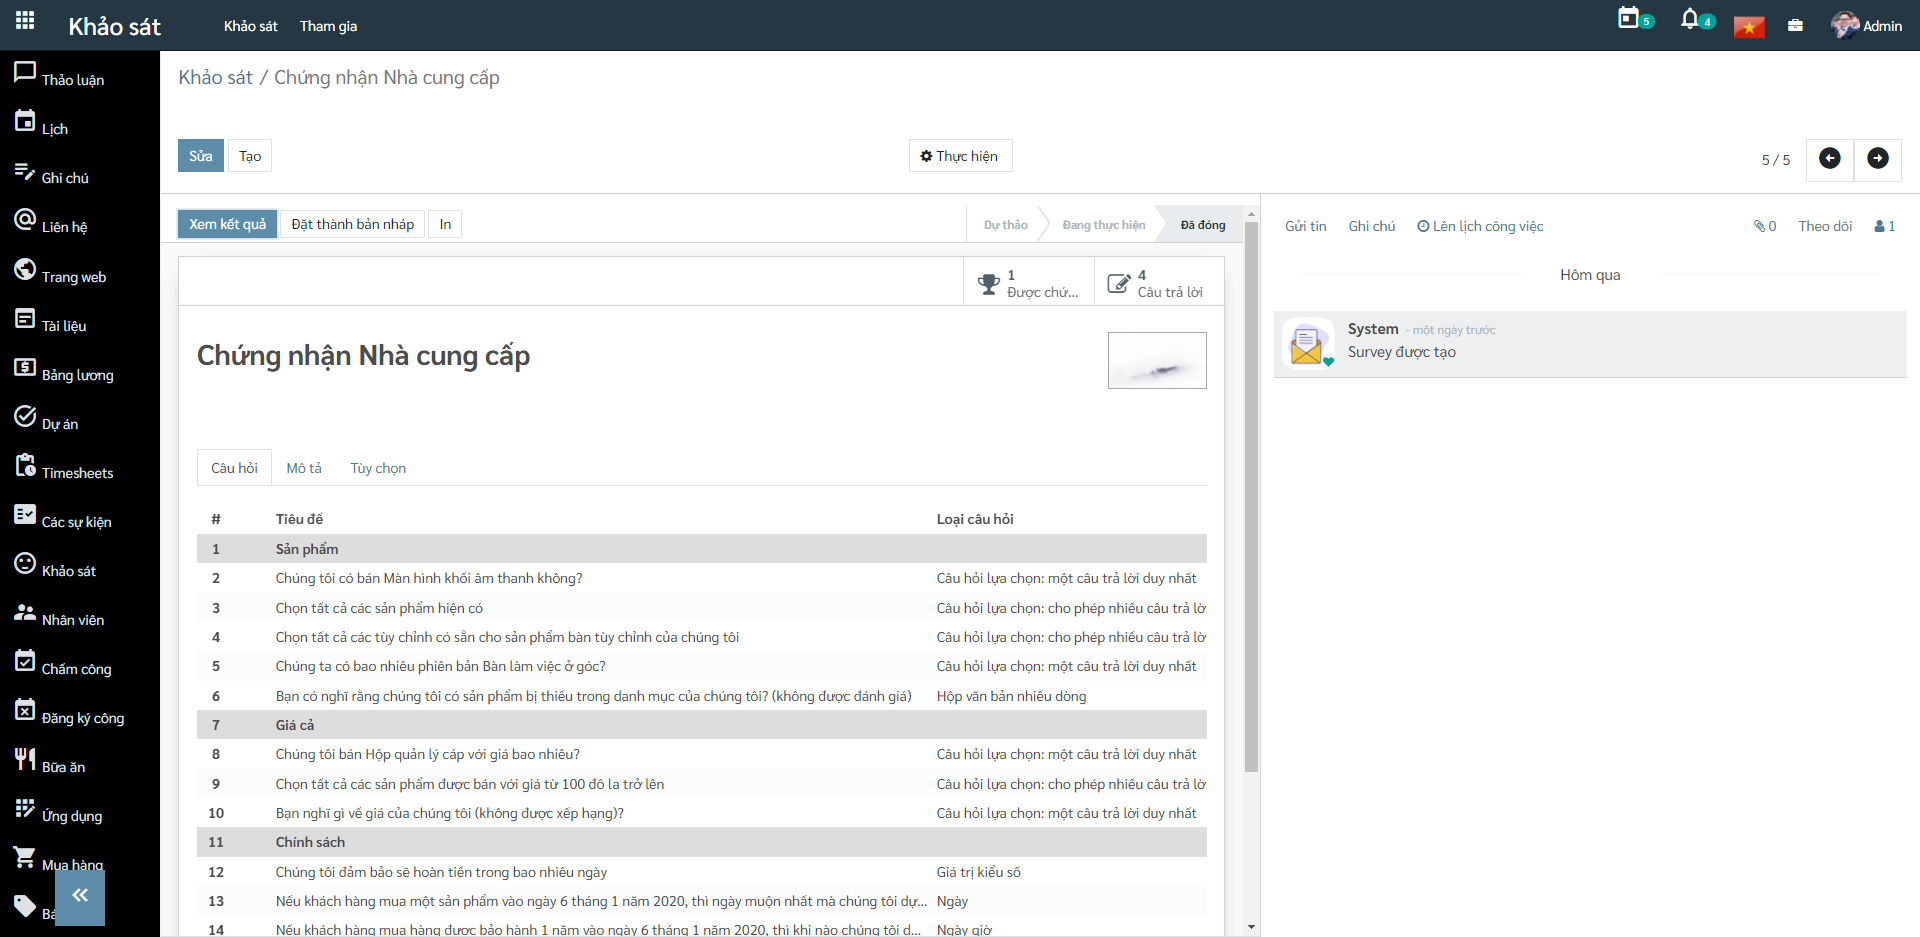 Khảo sát
Khảo sát Tham gia
5
4
Admin
Thảo luận
Lịch
Ghi chú
Liên hệ
Trang web
Tài liệu
Bảng lương
Dự án
Timesheets
Các sự kiện
Khảo sát
Nhân viên
Chấm công
Đăng ký công
Bữa ăn
Ứng dụng
Mua hàng
Khảo sát / Chứng nhận Nhà cung cấp
Sửa Tạo
Thực hiện
5 / 5
Xem kết quả Đặt thành bản nháp In
Dự thảo Đang thực hiện Đã đóng
1 Được chứ...
4 Câu trả lời
Chứng nhận Nhà cung cấp
Câu hỏi Mô tả Tùy chọn
# Tiêu đề Loại câu hỏi
1 Sản phẩm
2 Chúng tôi có bán Màn hình khối âm thanh không? Câu hỏi lựa chọn: một câu trả lời duy nhất
3 Chọn tất cả các sản phẩm hiện có Câu hỏi lựa chọn: cho phép nhiều câu trả lờ
4 Chọn tất cả các tùy chỉnh có sẵn cho sản phẩm bàn tùy chỉnh của chúng tôi Câu hỏi lựa chọn: cho phép nhiều câu trả lờ
5 Chúng ta có bao nhiêu phiên bản Bàn làm việc ở góc? Câu hỏi lựa chọn: một câu trả lời duy nhất
6 Bạn có nghĩ rằng chúng tôi có sản phẩm bị thiếu trong danh mục của chúng tôi? (không được đánh giá) Hộp văn bản nhiều dòng
7 Giá cả
8 Chúng tôi bán Hộp quản lý cáp với giá bao nhiêu? Câu hỏi lựa chọn: một câu trả lời duy nhất
9 Chọn tất cả các sản phẩm được bán với giá từ 100 đô la trở lên Câu hỏi lựa chọn: cho phép nhiều câu trả lờ
10 Bạn nghĩ gì về giá của chúng tôi (không được xếp hạng)? Câu hỏi lựa chọn: một câu trả lời duy nhất
11 Chính sách
12 Chúng tôi đảm bảo sẽ hoàn tiền trong bao nhiêu ngày Giá trị kiểu số
13 Nếu khách hàng mua một sản phẩm vào ngày 6 tháng 1 năm 2020, thì ngày muộn nhất mà chúng tôi dự... Ngày
14 Nếu khách hàng mua hàng được bảo hành 1 năm vào ngày 6 tháng 1 năm 2020, thì khi nào chúng tôi d... Ngày giờ
Gửi tin Ghi chú Lên lịch công việc 0 Theo dõi 1
Hôm qua
System - một ngày trước
Survey được tạo